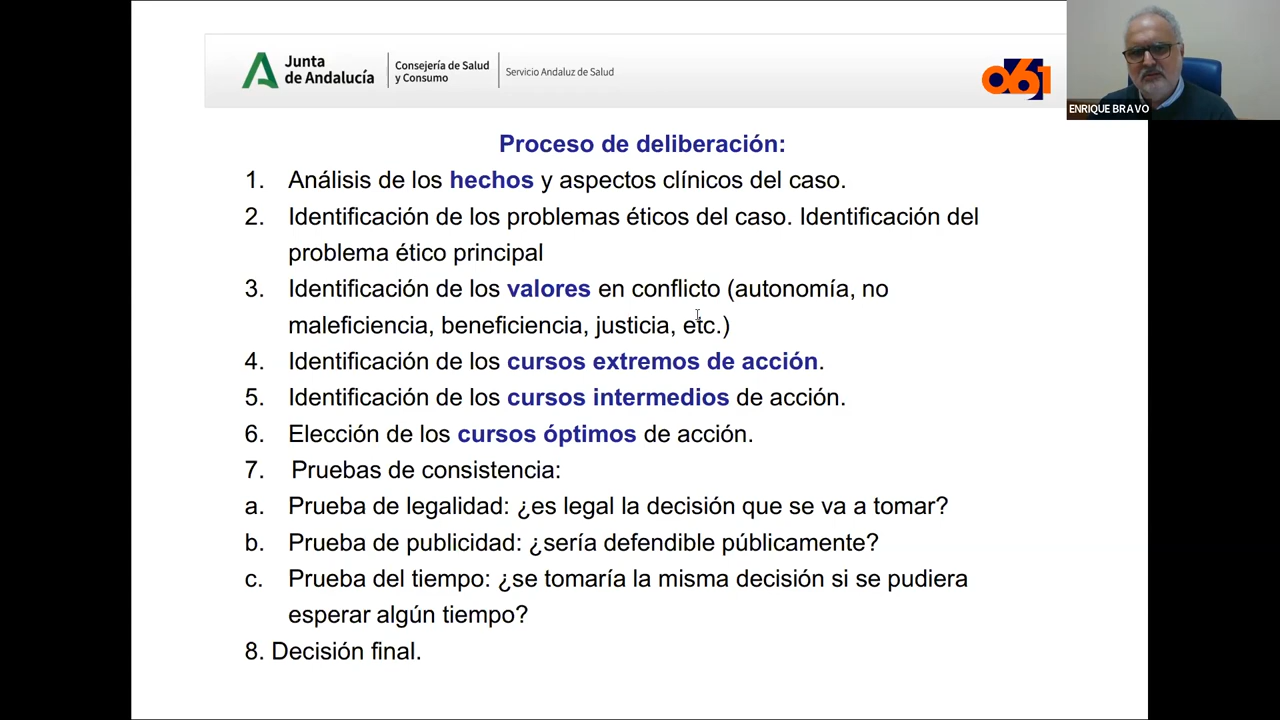 Junta
de Andalucía
Consejería de Salud
y Consumo
Servicio Andaluz de Salud
061
ENRIQUE BRAVO
Proceso de deliberación:
1. Análisis de los hechos y aspectos clínicos del caso.
2. Identificación de los problemas éticos del caso. Identificación del
problema ético principal
3. Identificación de los valores en conflicto (autonomía, no
maleficiencia, beneficiencia, justicia, etc.)
4. Identificación de los cursos extremos de acción.
5. Identificación de los cursos intermedios de acción.
6. Elección de los cursos óptimos de acción.
7. Pruebas de consistencia:
a. Prueba de legalidad: ¿es legal la decisión que se va a tomar?
b. Prueba de publicidad: ¿sería defendible públicamente?
c. Prueba del tiempo: ¿se tomaría la misma decisión si se pudiera
esperar algún tiempo?
8. Decisión final.